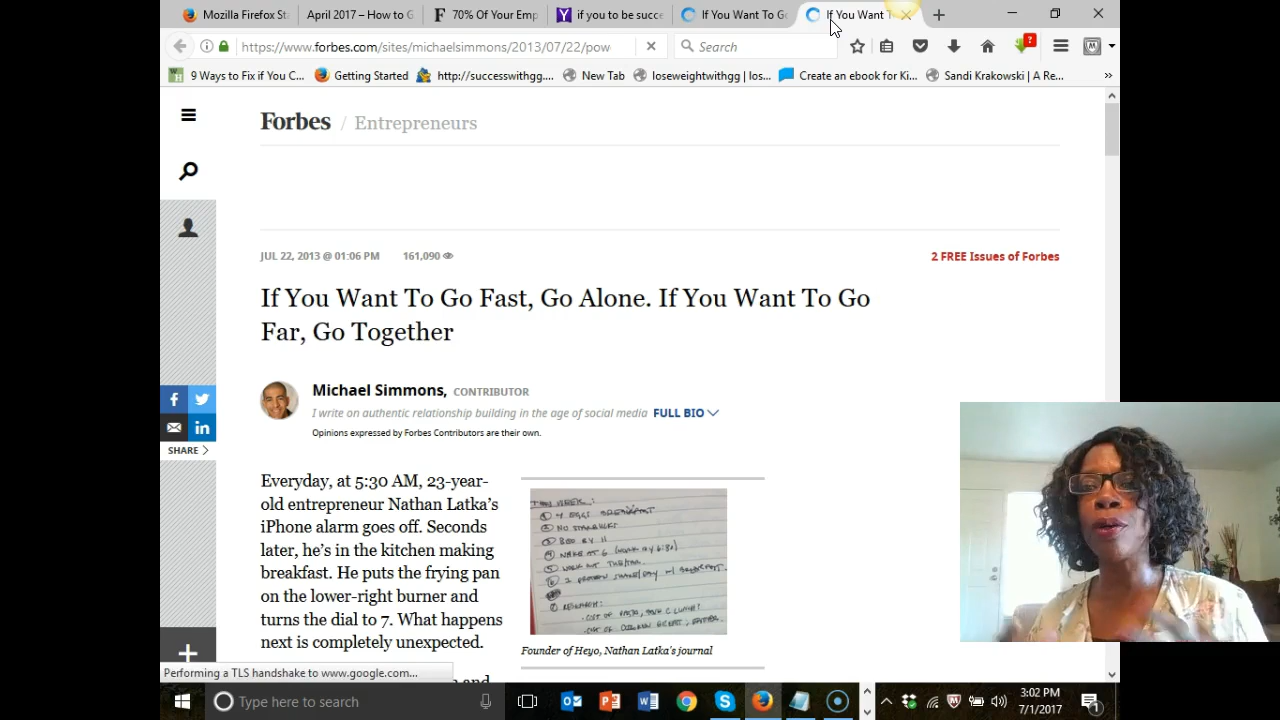 Mozilla Firefox Sta
April 2017 – How to G
70% Of Your Emp
if you to be succe
If You Want To Go
If You Want T
https://www.forbes.com/sites/michaelsimmons/2013/07/22/pow
Search
?
9 Ways to Fix if You C...
Getting Started
http://successwithgg....
New Tab
loseweightwithgg | los...
Create an ebook for Ki...
Sandi Krakowski | A Re...
Forbes / Entrepreneurs
JUL 22, 2013 @ 01:06 PM
161,090
2 FREE Issues of Forbes
If You Want To Go Fast, Go Alone. If You Want To Go
Far, Go Together
Michael Simmons, CONTRIBUTOR
I write on authentic relationship building in the age of social media FULL BIO
Opinions expressed by Forbes Contributors are their own.
SHARE
Everyday, at 5:30 AM, 23-year-
old entrepreneur Nathan Latka's
iPhone alarm goes off. Seconds
later, he's in the kitchen making
breakfast. He puts the frying pan
on the lower-right burner and
turns the dial to 7. What happens
next is completely unexpected.
Founder of Heyo, Nathan Latka's journal
Performing a TLS handshake to www.google.com...
Type here to search
3:02 PM
7/1/2017